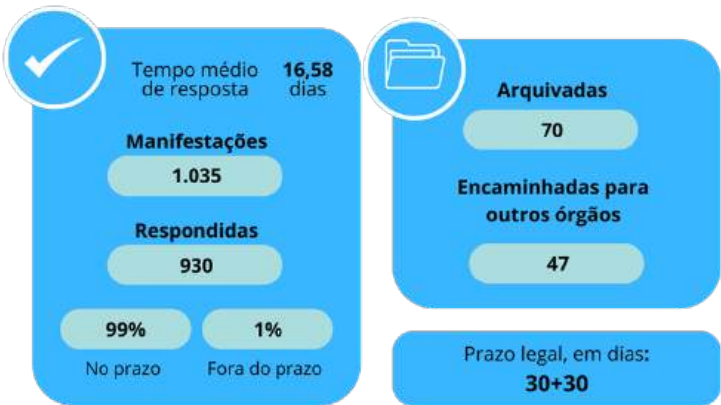 Tempo médio 16,58
de resposta dias
Manifestações
1.035
Respondidas
930
99% 1%
No prazo Fora do prazo
Arquivadas
70
Encaminhadas para
outros órgãos
47
Prazo legal, em dias:
30+30